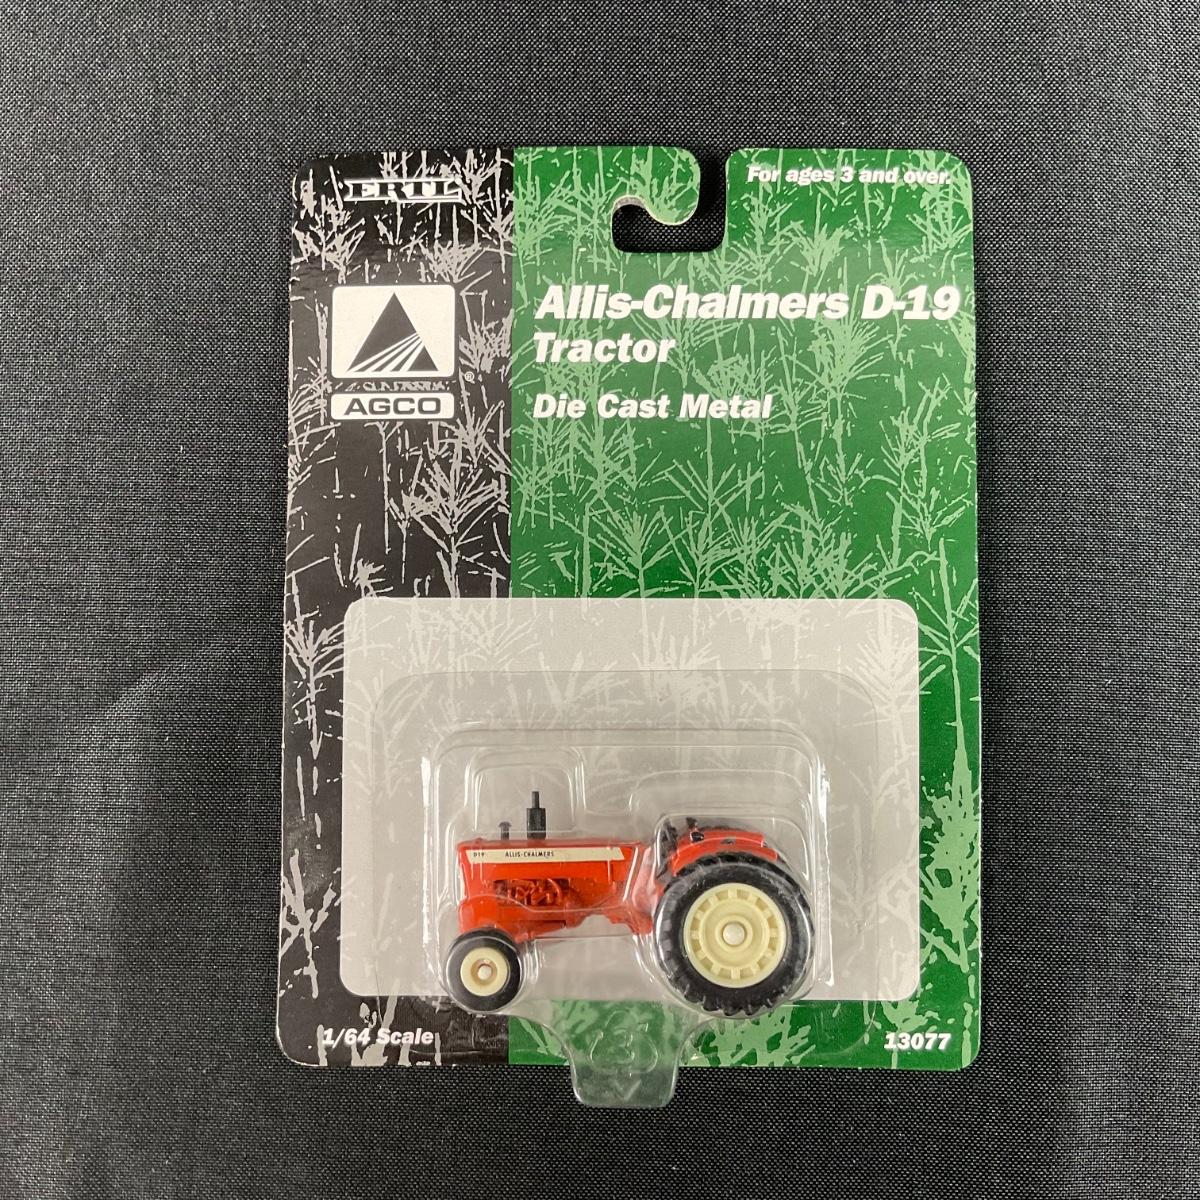 ERTL
For ages 3 and over.
Allis-Chalmers D-19
Tractor
Die Cast Metal
®
AGCO
D19 ALLIS-CHALMERS
1/64 Scale
13077
3